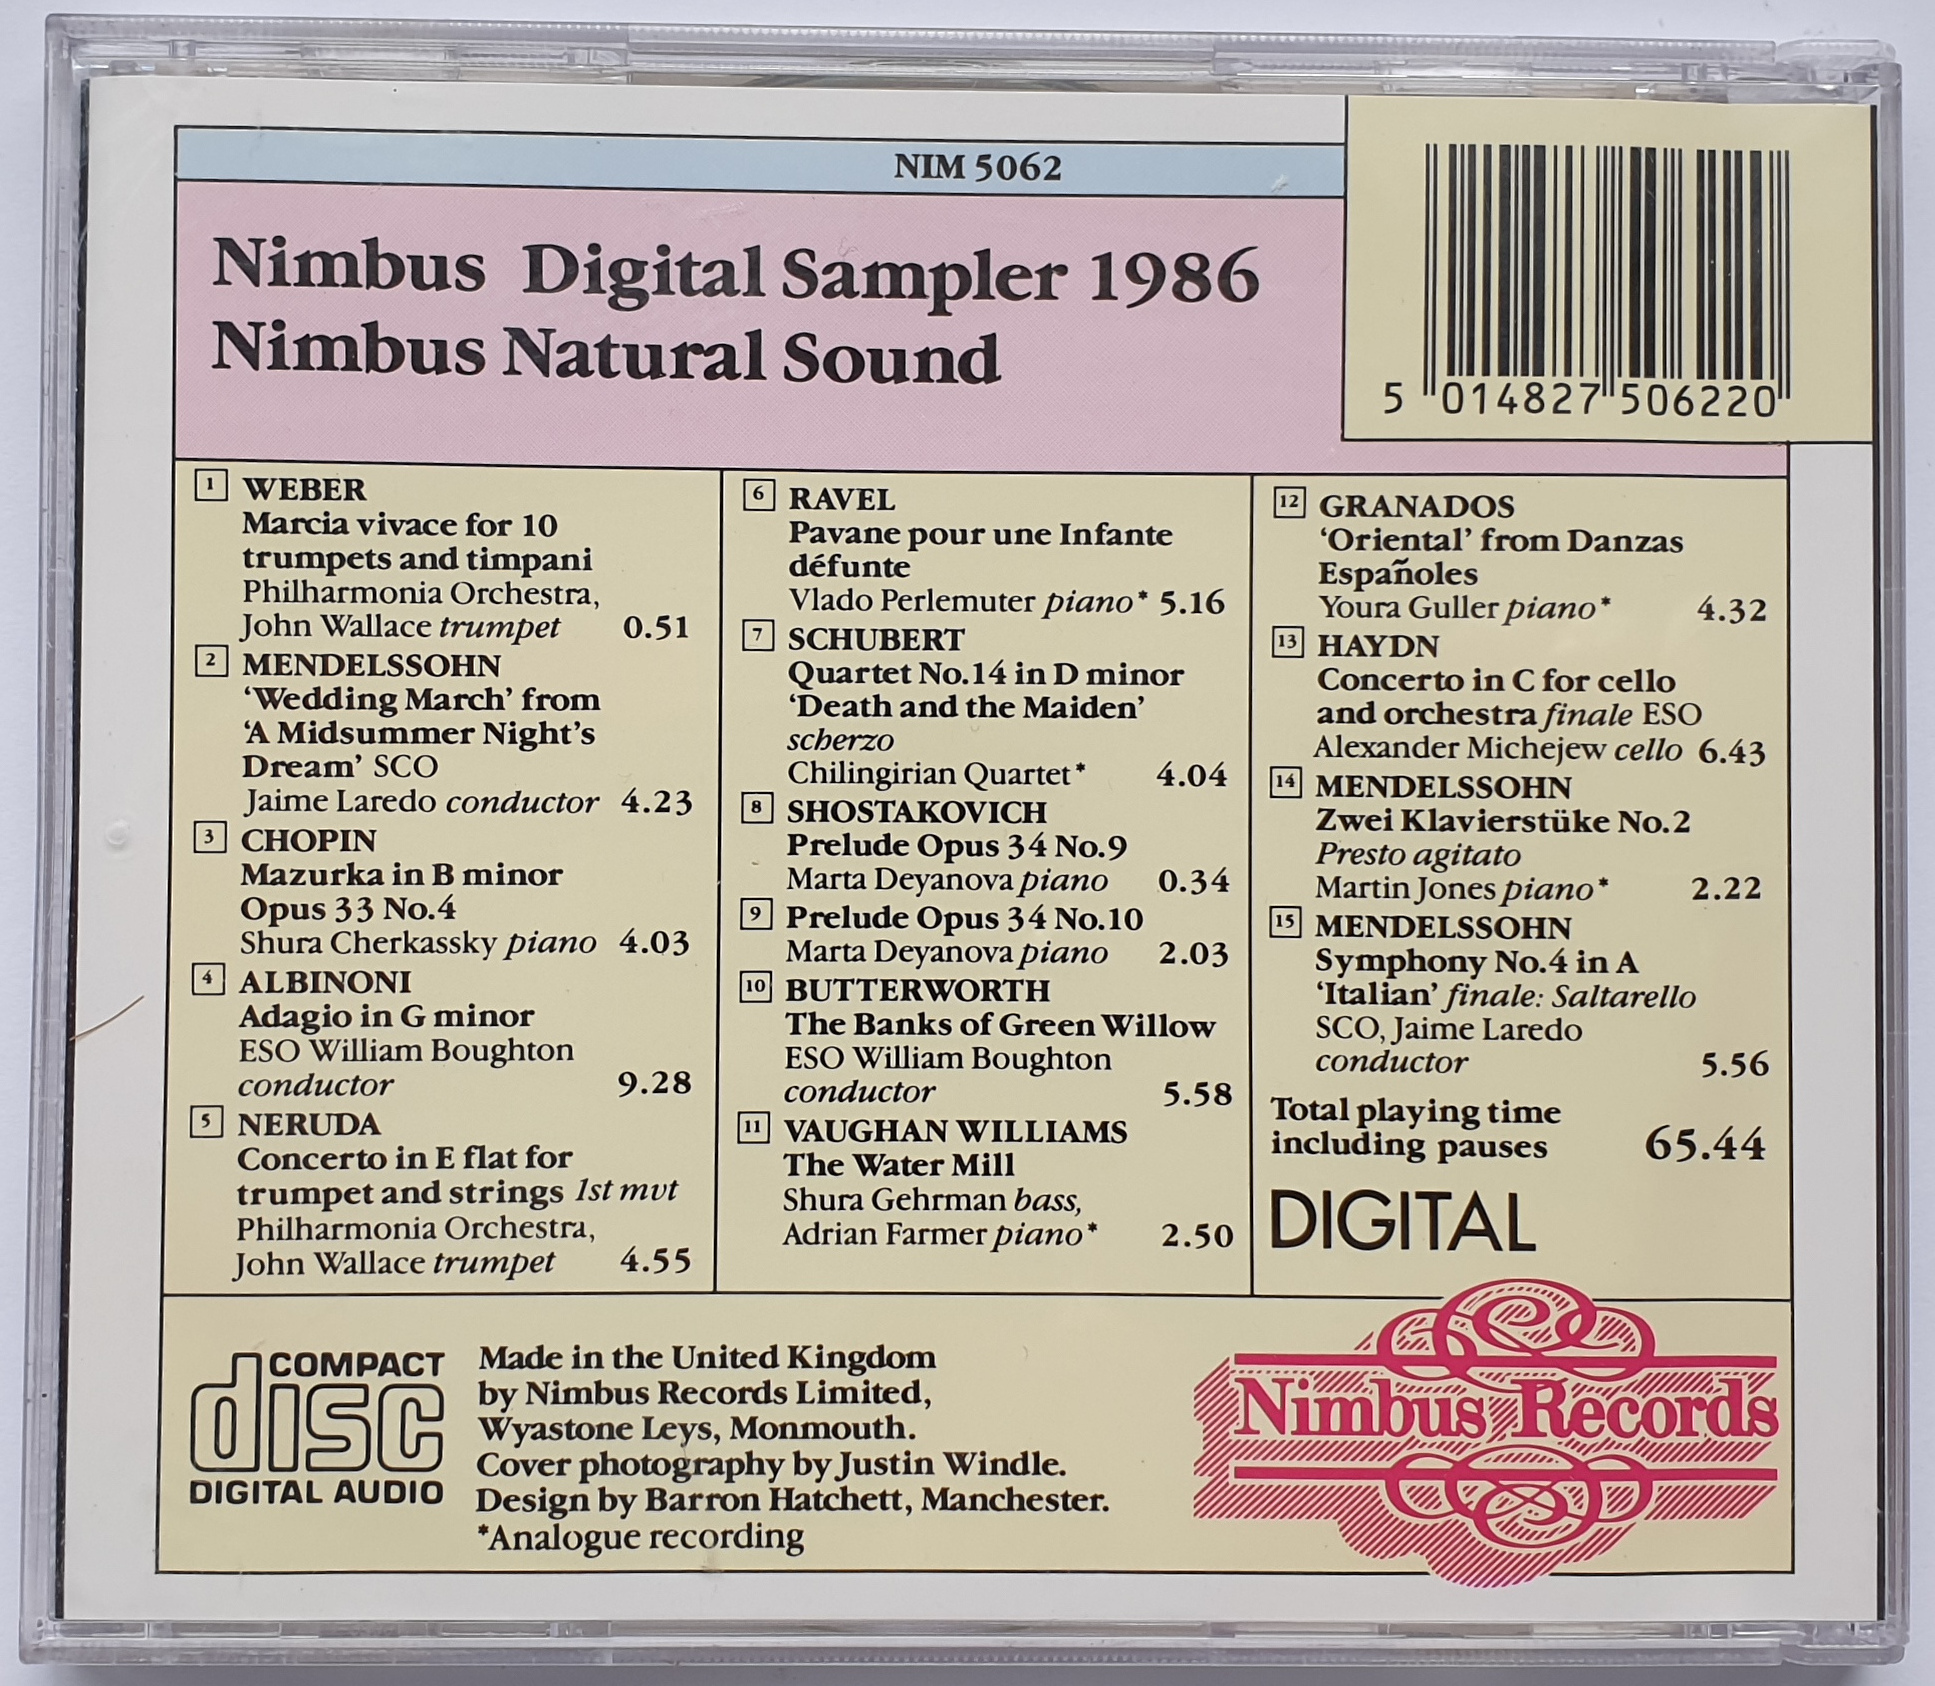 NIM 5062
Nimbus Digital Sampler 1986
Nimbus Natural Sound
5 014827 506220
1 WEBER
Marcia vivace for 10
trumpets and timpani
Philharmonia Orchestra,
John Wallace trumpet 0.51
2 MENDELSSOHN
‘Wedding March’ from
‘A Midsummer Night’s
Dream’ SCO
Jaime Laredo conductor 4.23
3 CHOPIN
Mazurka in B minor
Opus 33 No.4
Shura Cherkassky piano 4.03
4 ALBINONI
Adagio in G minor
ESO William Boughton
conductor 9.28
5 NERUDA
Concerto in E flat for
trumpet and strings 1st mvt
Philharmonia Orchestra,
John Wallace trumpet 4.55
6 RAVEL
Pavane pour une Infante
défunte
Vlado Perlemuter piano* 5.16
7 SCHUBERT
Quartet No.14 in D minor
‘Death and the Maiden’
scherzo
Chilingirian Quartet* 4.04
8 SHOSTAKOVICH
Prelude Opus 34 No.9
Marta Deyanova piano 0.34
9 Prelude Opus 34 No.10
Marta Deyanova piano 2.03
10 BUTTERWORTH
The Banks of Green Willow
ESO William Boughton
conductor 5.58
11 VAUGHAN WILLIAMS
The Water Mill
Shura Gehrman bass,
Adrian Farmer piano* 2.50
12 GRANADOS
‘Oriental’ from Danzas
Españoles
Youra Guller piano* 4.32
13 HAYDN
Concerto in C for cello
and orchestra finale ESO
Alexander Michejew cello 6.43
14 MENDELSSOHN
Zwei Klavierstüke No.2
Presto agitato
Martin Jones piano* 2.22
15 MENDELSSOHN
Symphony No.4 in A
‘Italian’ finale: Saltarello
SCO, Jaime Laredo
conductor 5.56
Total playing time
including pauses 65.44
DIGITAL
COMPACT
disc
DIGITAL AUDIO
Made in the United Kingdom
by Nimbus Records Limited,
Wyastone Leys, Monmouth.
Cover photography by Justin Windle.
Design by Barron Hatchett, Manchester.
*Analogue recording
Nimbus Records